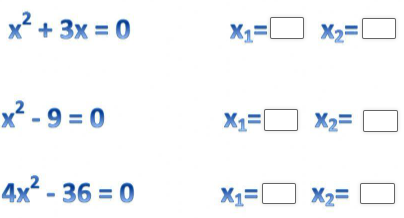 x² + 3x = 0 x₁= x₂=
x² - 9 = 0 x₁= x₂=
4x² - 36 = 0 x₁= x₂=